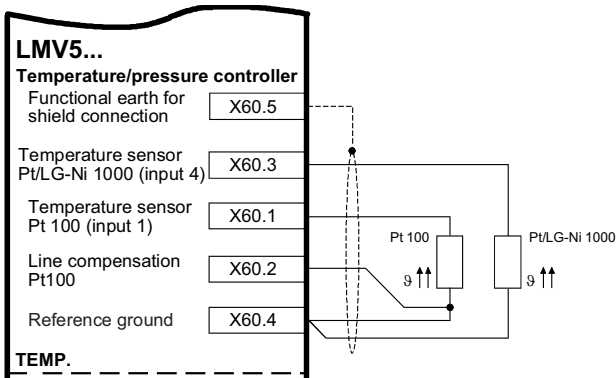 LMV5...
Temperature/pressure controller
Functional earth for
shield connection
X60.5
Temperature sensor
Pt/LG-Ni 1000 (input 4)
X60.3
Temperature sensor
Pt 100 (input 1)
X60.1
Line compensation
Pt100
X60.2
Reference ground
X60.4
TEMP.
Pt 100
ϑ
Pt/LG-Ni 1000
ϑ